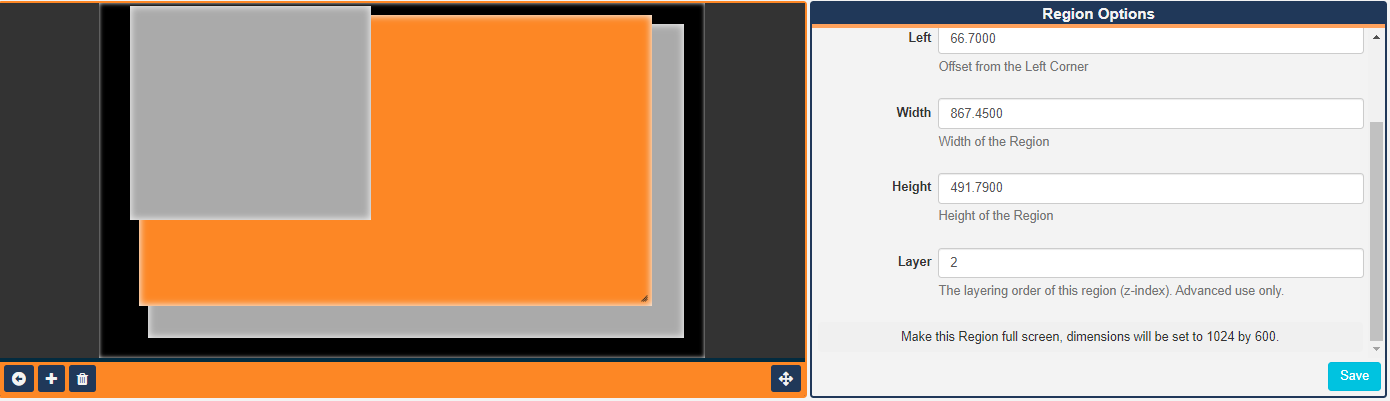 Region Options
Left 66.7000
Offset from the Left Corner
Width 867.4500
Width of the Region
Height 491.7900
Height of the Region
Layer 2
The layering order of this region (z-index). Advanced use only.
Make this Region full screen, dimensions will be set to 1024 by 600.
Save